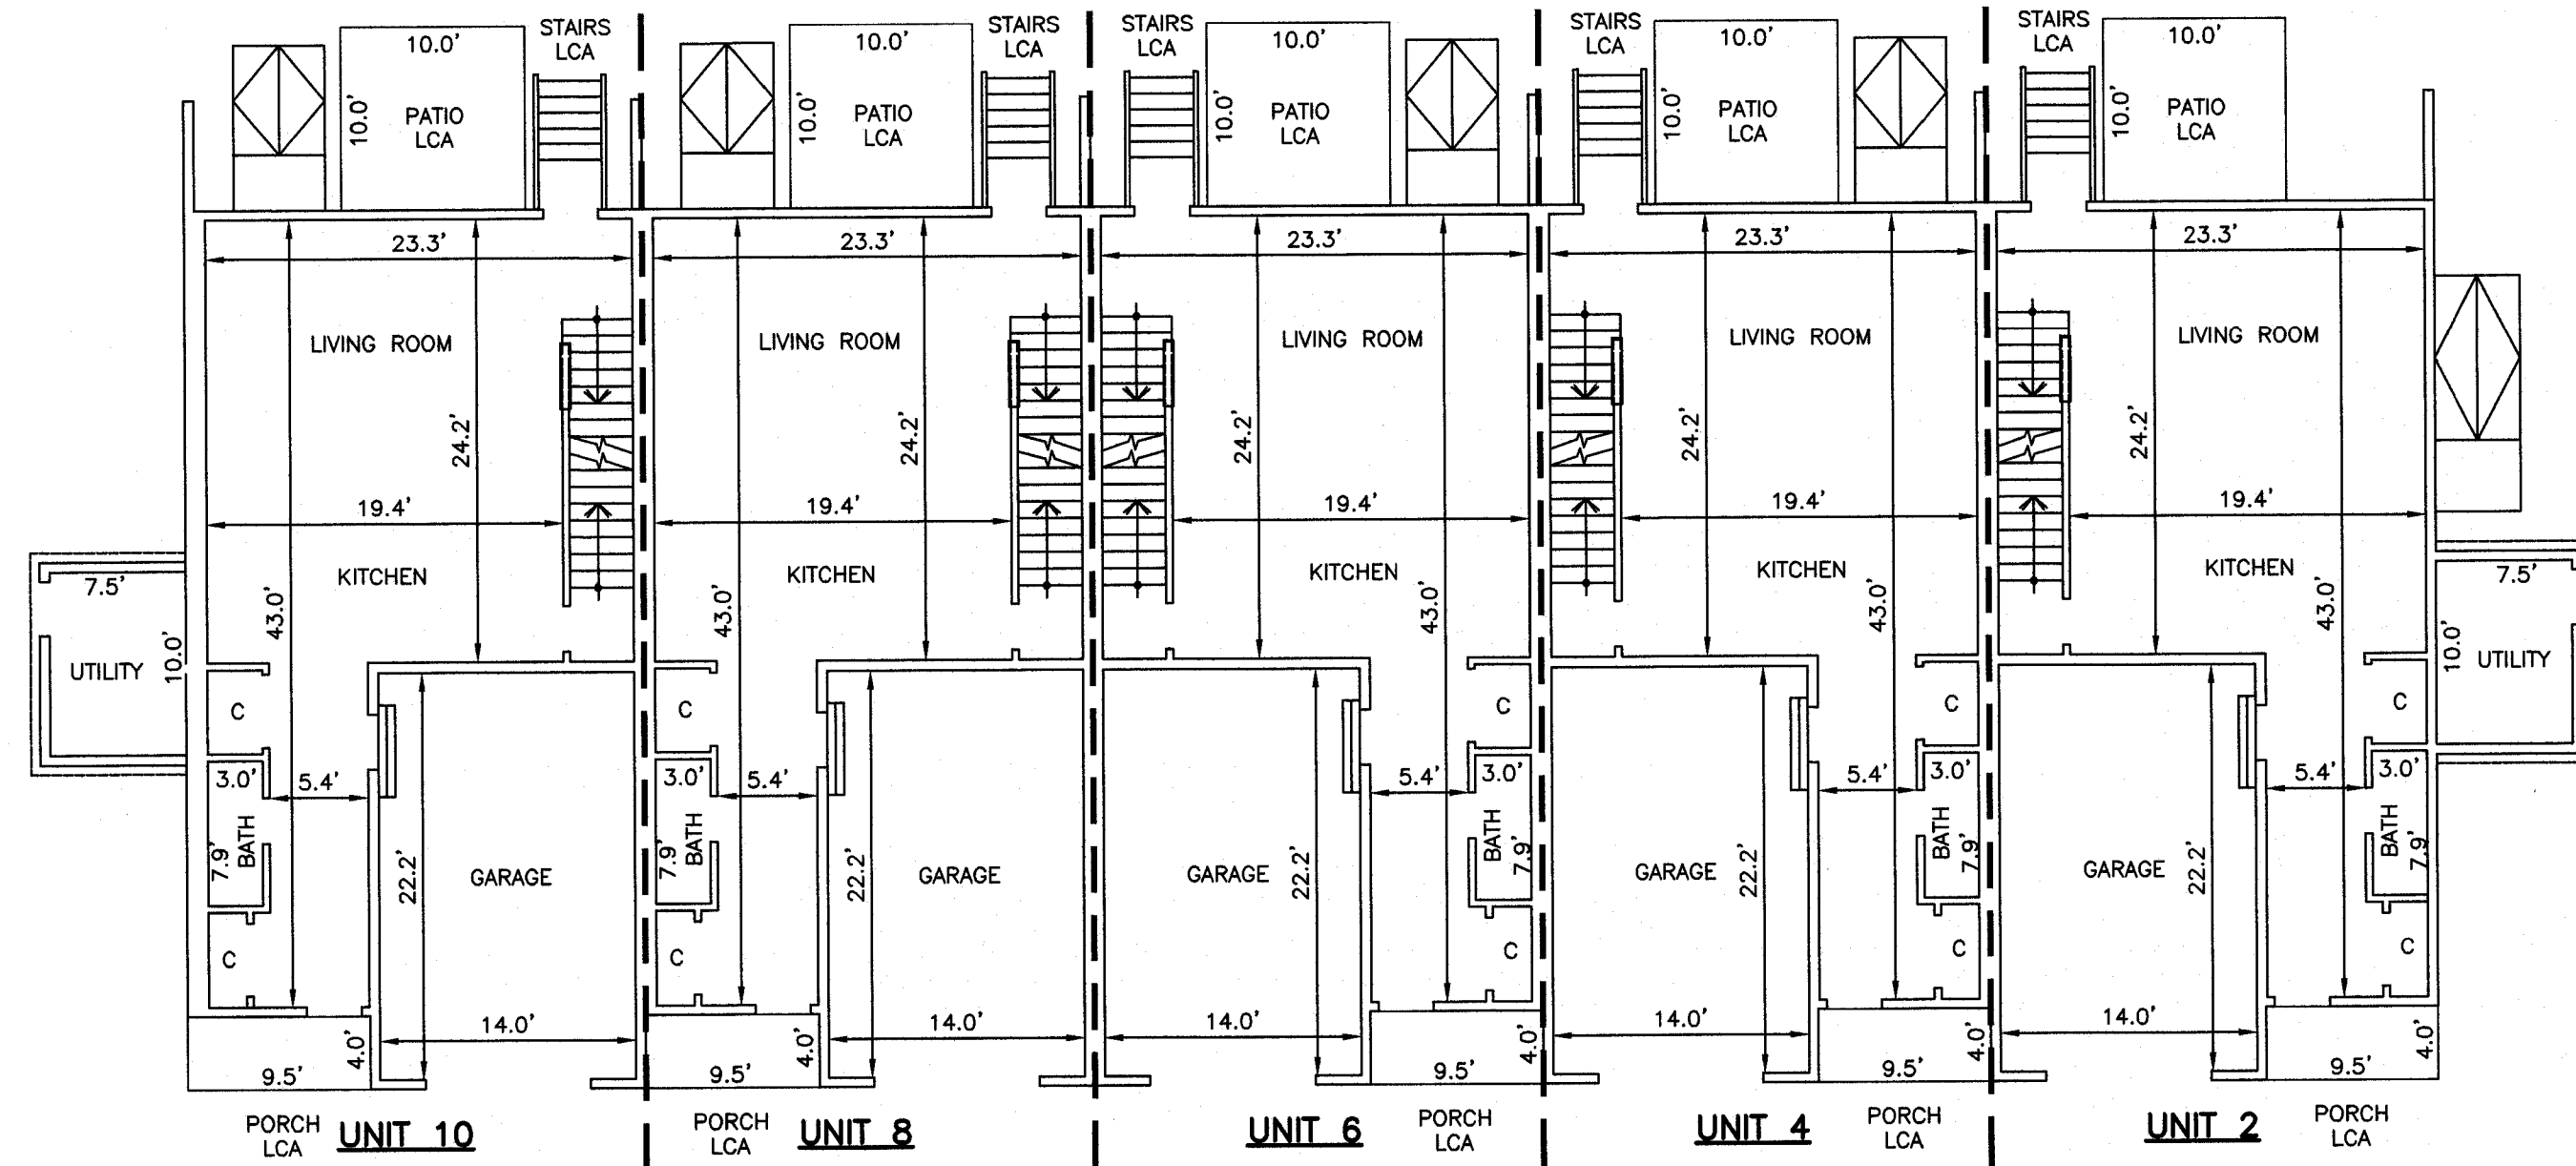 STAIRS
LCA
10.0'
10.0'
PATIO
LCA
STAIRS
LCA
10.0'
10.0'
PATIO
LCA
STAIRS
LCA
10.0'
10.0'
PATIO
LCA
STAIRS
LCA
10.0'
10.0'
PATIO
LCA
STAIRS
LCA
10.0'
10.0'
PATIO
LCA
23.3'
23.3'
23.3'
23.3'
23.3'
LIVING ROOM
LIVING ROOM
LIVING ROOM
LIVING ROOM
LIVING ROOM
24.2'
24.2'
24.2'
24.2'
24.2'
19.4'
19.4'
19.4'
19.4'
19.4'
KITCHEN
KITCHEN
KITCHEN
KITCHEN
KITCHEN
7.5'
7.5'
43.0'
43.0'
43.0'
43.0'
43.0'
UTILITY
10.0'
10.0'
UTILITY
C
C
C
C
C
3.0'
5.4'
3.0'
5.4'
5.4'
3.0'
5.4'
3.0'
5.4'
3.0'
7.9'
BATH
7.9'
BATH
BATH
7.9'
BATH
7.9'
BATH
7.9'
22.2'
22.2'
22.2'
22.2'
22.2'
GARAGE
GARAGE
GARAGE
GARAGE
GARAGE
C
C
C
C
C
14.0'
14.0'
14.0'
14.0'
14.0'
4.0'
4.0'
4.0'
4.0'
4.0'
9.5'
9.5'
9.5'
9.5'
9.5'
PORCH
LCA
UNIT 10
PORCH
LCA
UNIT 8
UNIT 6
PORCH
LCA
UNIT 4
PORCH
LCA
UNIT 2
PORCH
LCA